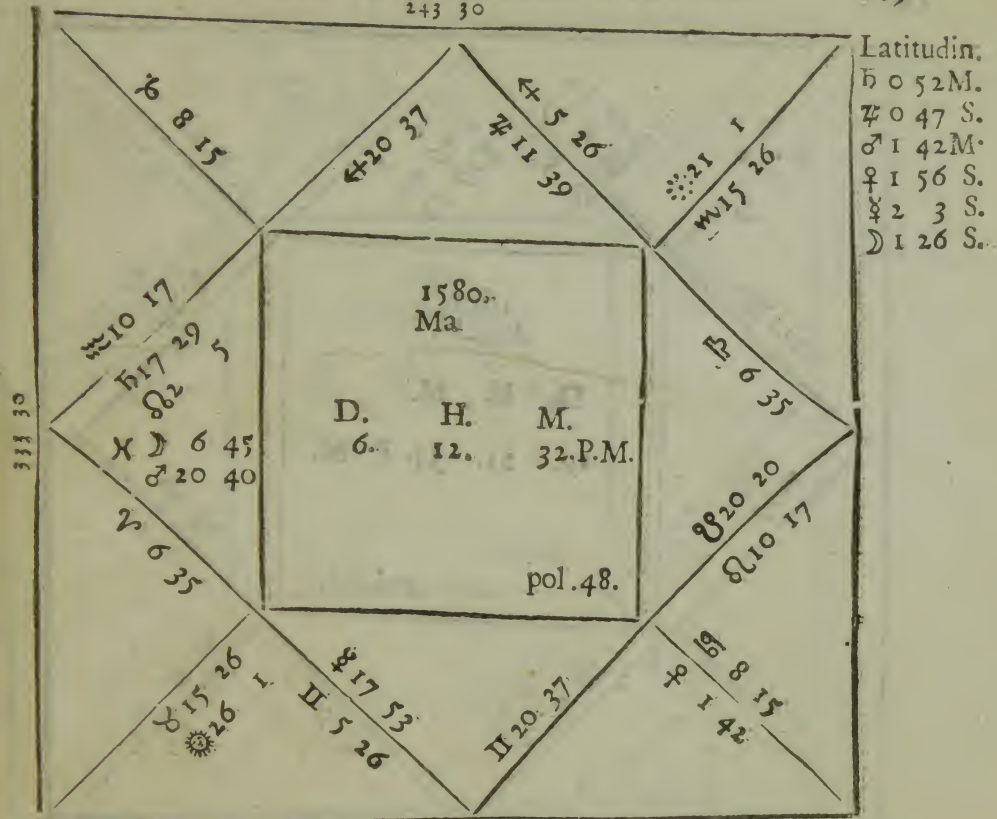 243 30
Latitudin.
♄ 0 52 M.
♃ 0 47 S.
♂ 1 42 M.
♀ 1 56 S.
☿ 2 3 S.
☽ 1 26 S.
♑ 8 15
♐ 20 37
♐ 5 26
♃ 11 39
21 1
♏ 15 26
♒ 10 17
♄ 17 29
☊ 2 5
♓ ☽ 6 45
♂ 20 40
333 30
1580.
Ma.
D. H. M.
6. 12. 32. P.M.
pol. 48.
♎ 6 35
♈ 6 35
☋ 20 20
♌ 10 17
♉ 15 26
☉ 26 1
☿ 17 53
♊ 5 26
♊ 20 37
♋ 8 15
♀ 1 42